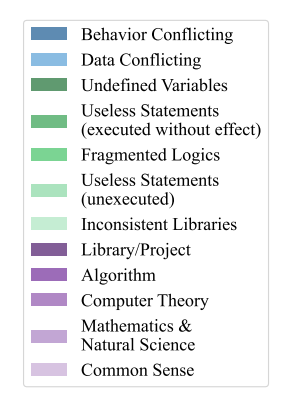 Behavior Conflicting
Data Conflicting
Undefined Variables
Useless Statements
(executed without effect)
Fragmented Logics
Useless Statements
(unexecuted)
Inconsistent Libraries
Library/Project
Algorithm
Computer Theory
Mathematics &
Natural Science
Common Sense